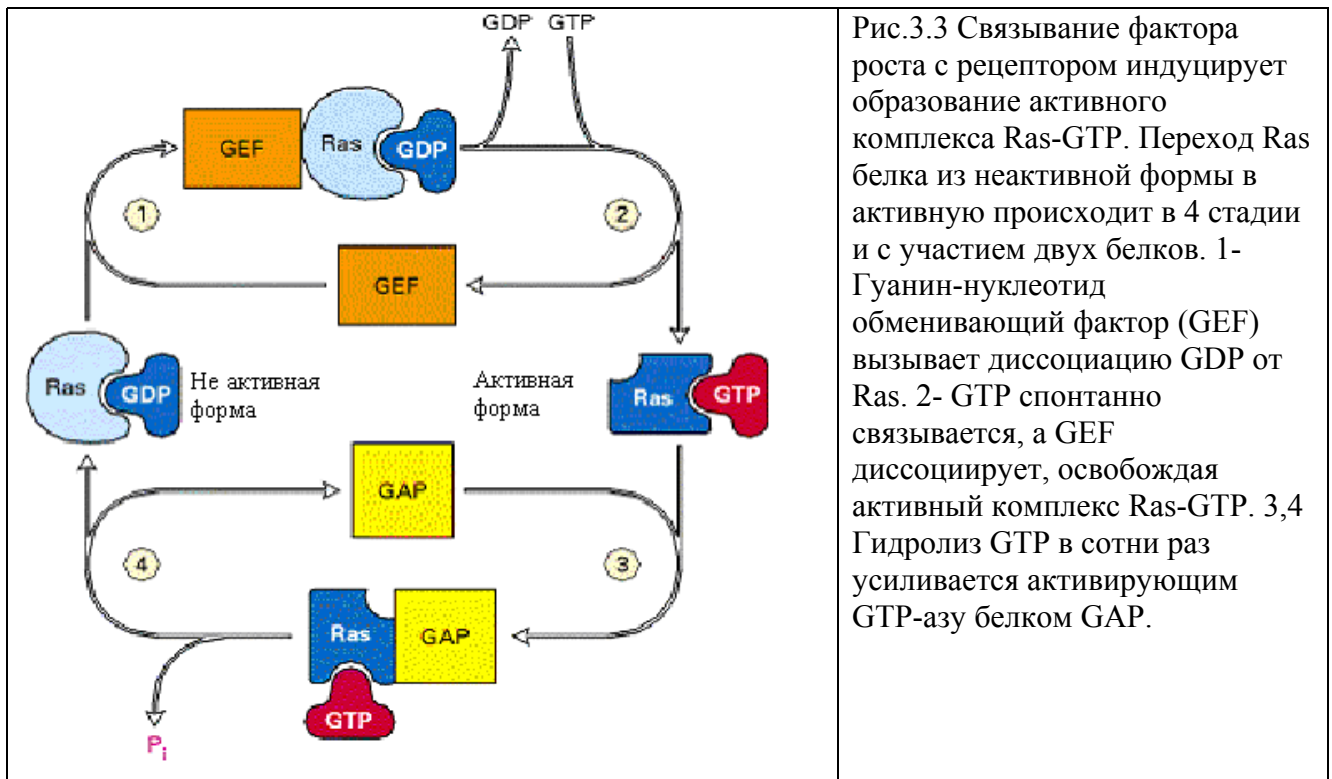 GDP GTP
GEF Ras GDP
1
2
GEF
Ras GDP
Не активная
форма
Активная
форма
Ras GTP
GAP
4
3
Ras GAP
GTP
Pi
Рис.3.3 Связывание фактора
роста с рецептором индуцирует
образование активного
комплекса Ras-GTP. Переход Ras
белка из неактивной формы в
активную происходит в 4 стадии
и с участием двух белков. 1-
Гуанин-нуклеотид
обменивающий фактор (GEF)
вызывает диссоциацию GDP от
Ras. 2- GTP спонтанно
связывается, а GEF
диссоциирует, освобождая
активный комплекс Ras-GTP. 3,4
Гидролиз GTP в сотни раз
усиливается активирующим
GTP-азу белком GAP.